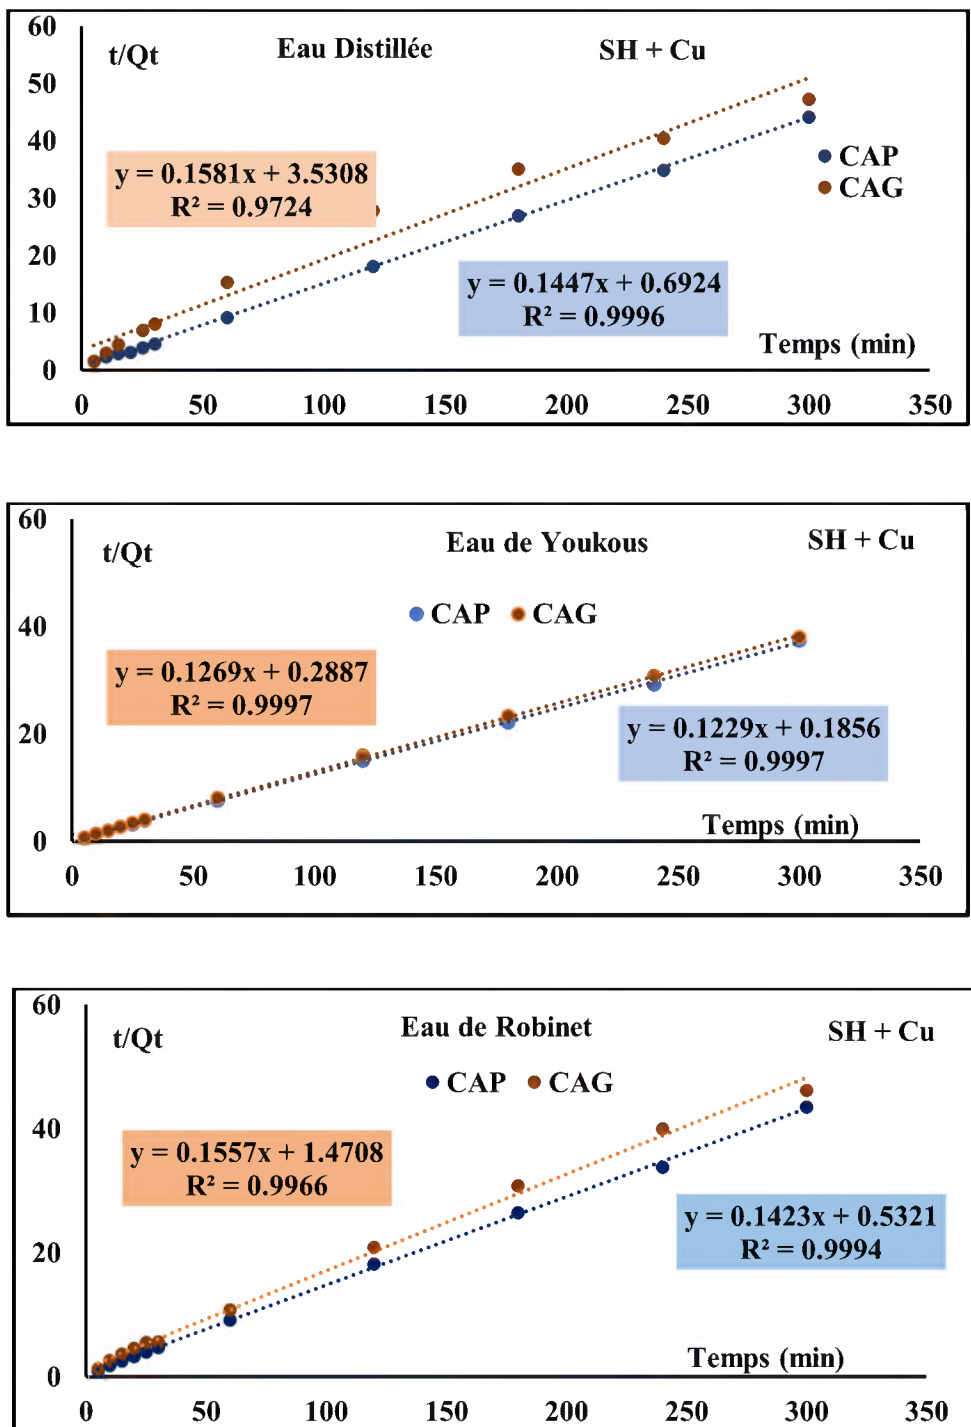 60
t/Qt
Eau Distillée
SH + Cu
50
40
CAP
y = 0.1581x + 3.5308
CAG
R² = 0.9724
30
20
y = 0.1447x + 0.6924
R² = 0.9996
10
Temps (min)
0
0 50 100 150 200 250 300 350
60
t/Qt
Eau de Youkous
SH + Cu
CAP CAG
40
y = 0.1269x + 0.2887
R² = 0.9997
20
y = 0.1229x + 0.1856
R² = 0.9997
Temps (min)
0
0 50 100 150 200 250 300 350
60
t/Qt
Eau de Robinet
SH + Cu
CAP CAG
40
y = 0.1557x + 1.4708
R² = 0.9966
y = 0.1423x + 0.5321
R² = 0.9994
20
Temps (min)
0
0 50 100 150 200 250 300 350